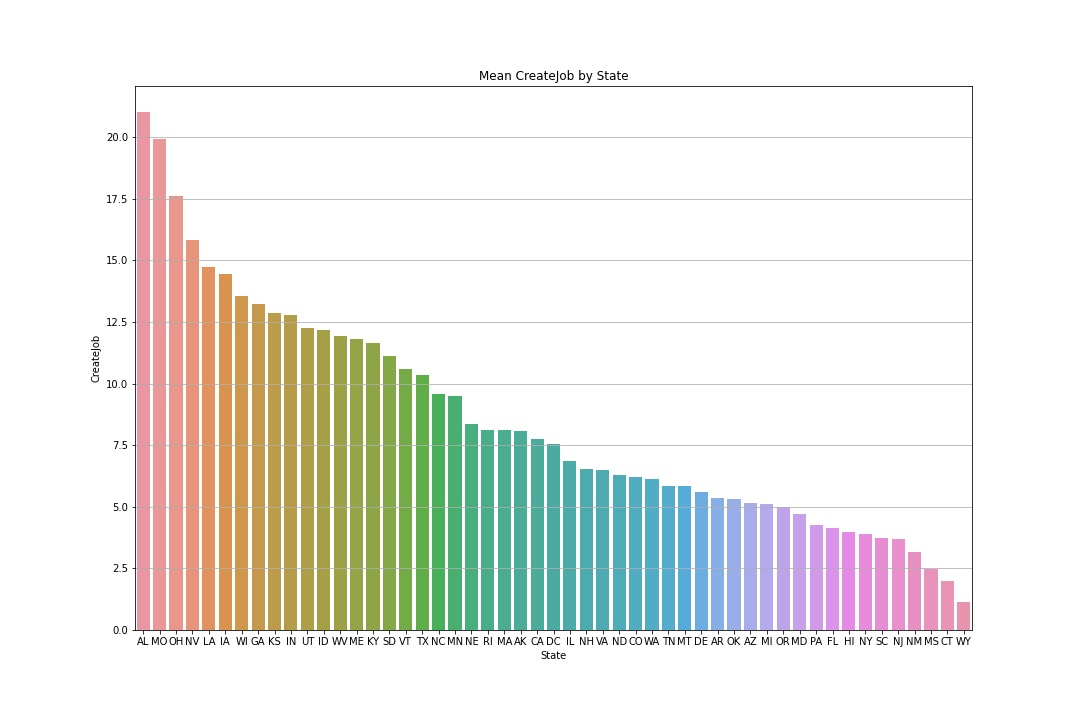 Mean CreateJob by State
CreateJob
20.0
17.5
15.0
12.5
10.0
7.5
5.0
2.5
0.0
AL MO OH NV LA IA WI GA KS IN UT ID WV ME KY SD VT TX NC MN NE RI MA AK CA DC IL NH VA ND CO WA TN MT DE AR OK AZ MI OR MD PA FL HI NY SC NJ NM MS CT WY
State